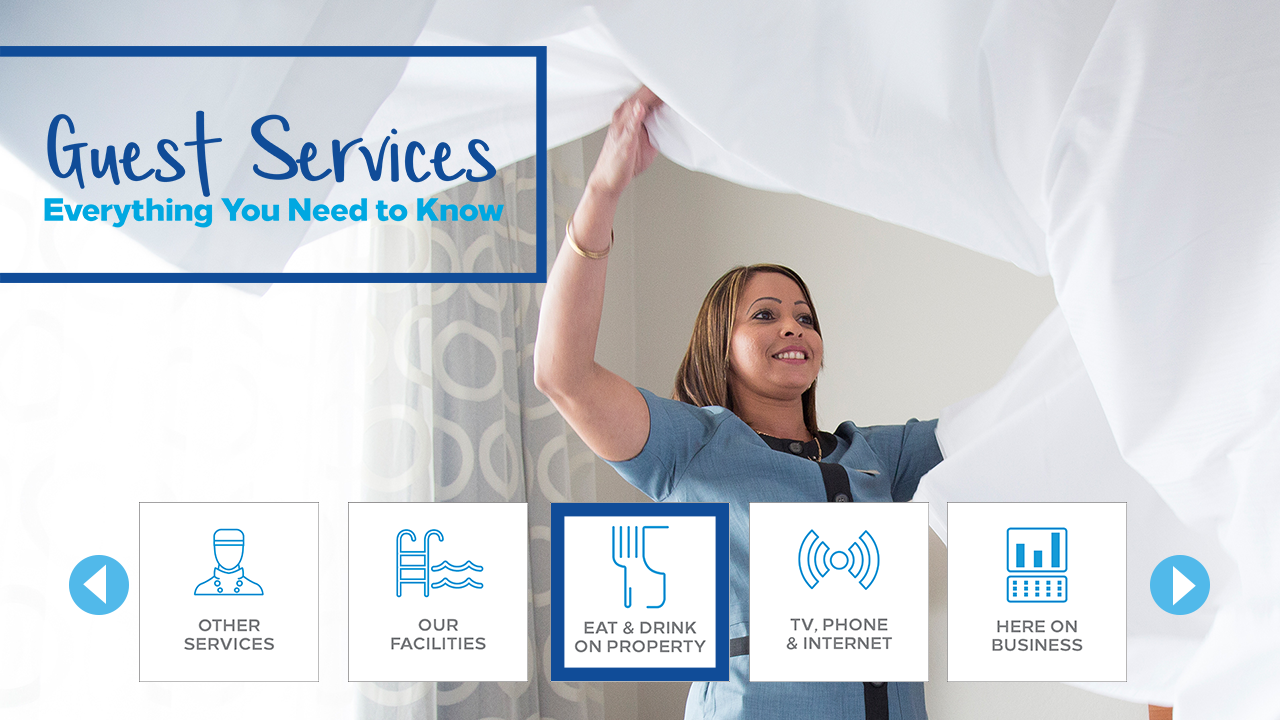 Guest Services
Everything You Need to Know
OTHER
SERVICES
OUR
FACILITIES
EAT & DRINK
ON PROPERTY
TV, PHONE
& INTERNET
HERE ON
BUSINESS